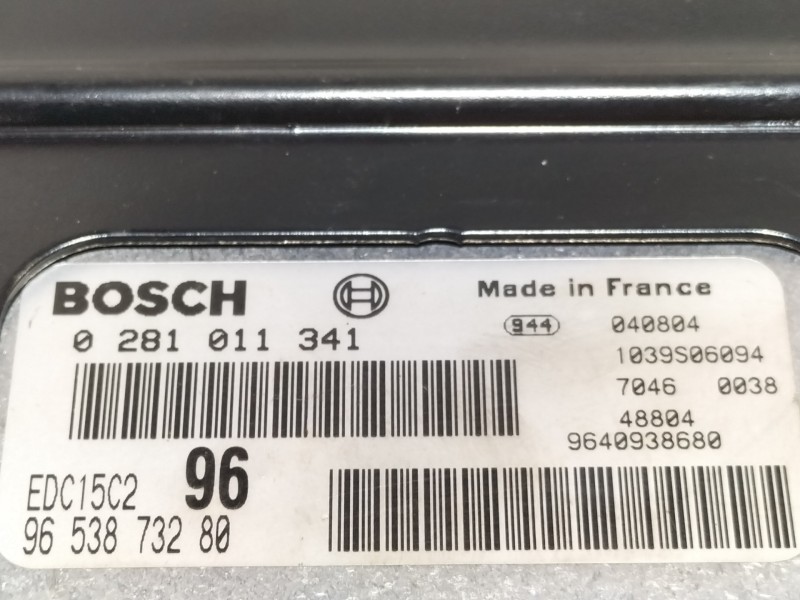 BOSCH
Made in France
0 281 011 341
944 040804
1039S06094
7046 0038
48804
9640938680
EDC15C2 96
96 538 732 80